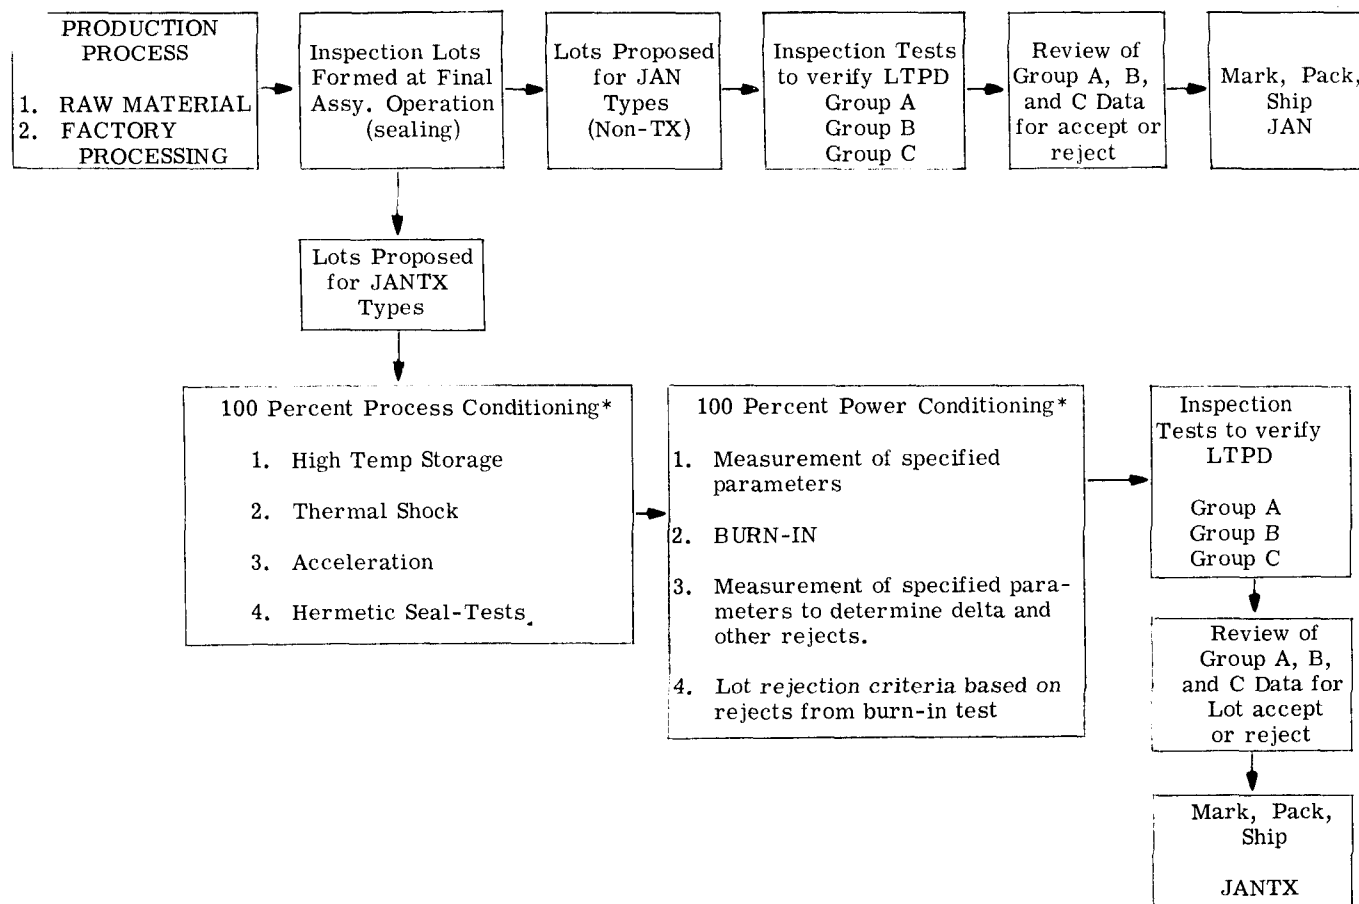 PRODUCTION
PROCESS
1. RAW MATERIAL
2. FACTORY
PROCESSING
Inspection Lots
Formed at Final
Assy. Operation
(sealing)
Lots Proposed
for JAN
Types
(Non-TX)
Inspection Tests
to verify LTPD
Group A
Group B
Group C
Review of
Group A, B,
and C Data
for accept or
reject
Mark, Pack,
Ship
JAN
Lots Proposed
for JANTX
Types
100 Percent Process Conditioning*
1. High Temp Storage
2. Thermal Shock
3. Acceleration
4. Hermetic Seal-Tests.
100 Percent Power Conditioning*
1. Measurement of specified
parameters
2. BURN-IN
3. Measurement of specified para-
meters to determine delta and
other rejects.
4. Lot rejection criteria based on
rejects from burn-in test
Inspection
Tests to verify
LTPD
Group A
Group B
Group C
Review of
Group A, B,
and C Data for
Lot accept
or reject
Mark, Pack,
Ship
JANTX